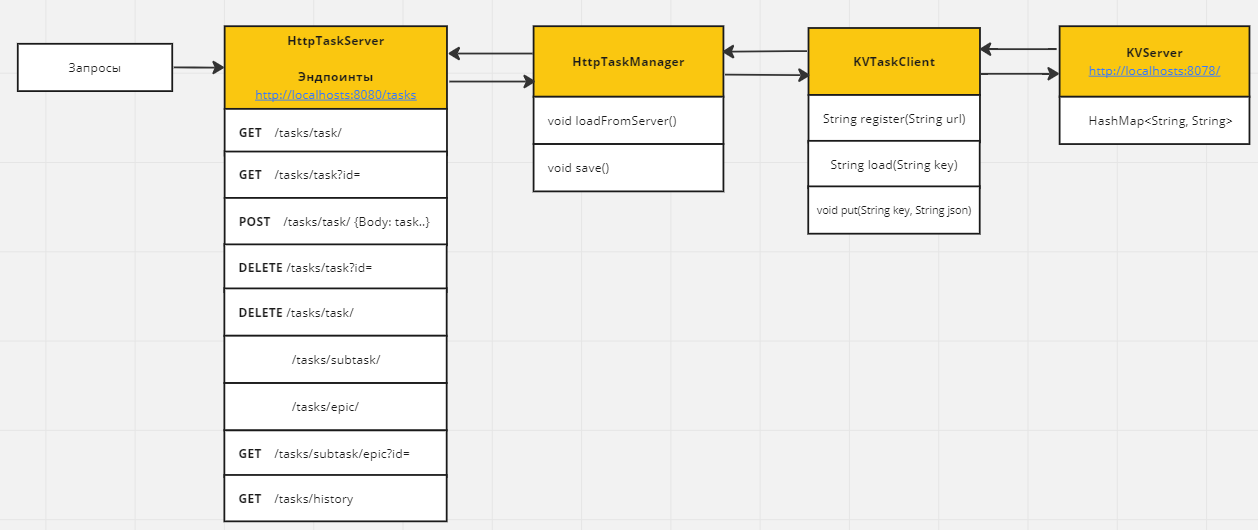 Запросы
HttpTaskServer
Эндпоинты
http://localhosts:8080/tasks
GET /tasks/task/
GET /tasks/task?id=
POST /tasks/task/ {Body: task..}
DELETE /tasks/task?id=
DELETE /tasks/task/
/tasks/subtask/
/tasks/epic/
GET /tasks/subtask/epic?id=
GET /tasks/history
HttpTaskManager
void loadFromServer()
void save()
KVTaskClient
String register(String url)
String load(String key)
void put(String key, String json)
KVServer
http://localhosts:8078/
HashMap<String, String>